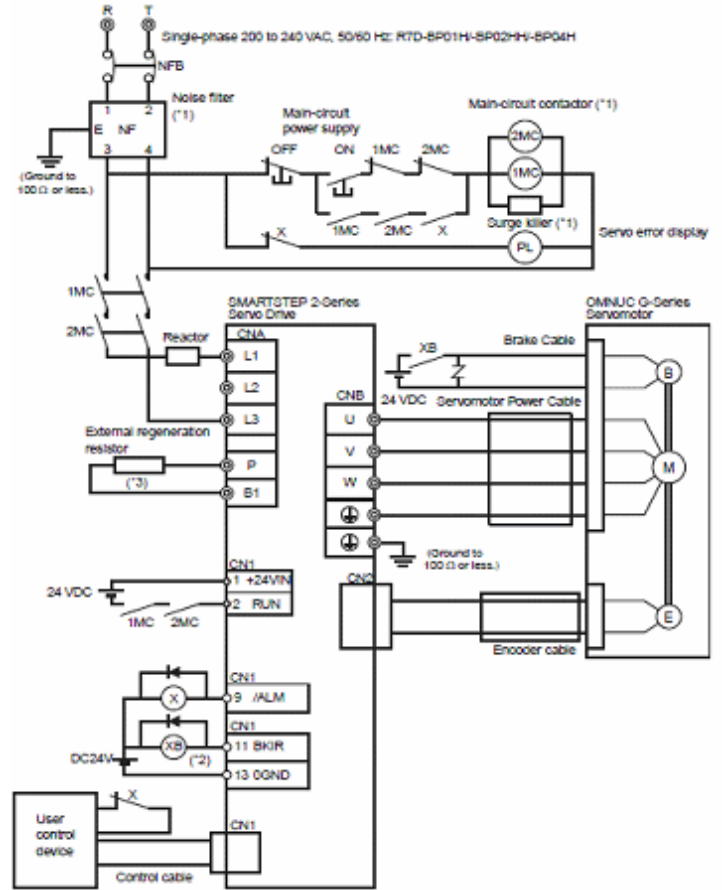 R T
Single-phase 200 to 240 VAC, 50/60 Hz: R7D-BP01H/-BP02HH/-BP04H
NFB
1 2
Noise filter
(*1)
E NF
3 4
(Ground to
100 Ω or less.)
Main-circuit
power supply
OFF ON 1MC 2MC
Main-circuit contactor (*1)
2MC
1MC
Surge killer (*1)
1MC 2MC X
X
PL
Servo error display
1MC
2MC
Reactor
SMARTSTEP 2-Series
Servo Drive
CNA
L1
L2
L3
External regeneration
resistor
(*3)
P
B1
OMNUC G-Series
Servomotor
XB
Brake Cable
24 VDC
Servomotor Power Cable
B
CNB
U
V
W
M
(Ground to
100 Ω or less.)
CN2
E
Encoder cable
CN1
24 VDC
1 +24VIN
2 RUN
1MC 2MC
CN1
X
9 /ALM
CN1
XB
(*2)
11 BKIR
DC24V
13 0GND
X
User
control
device
CN1
Control cable